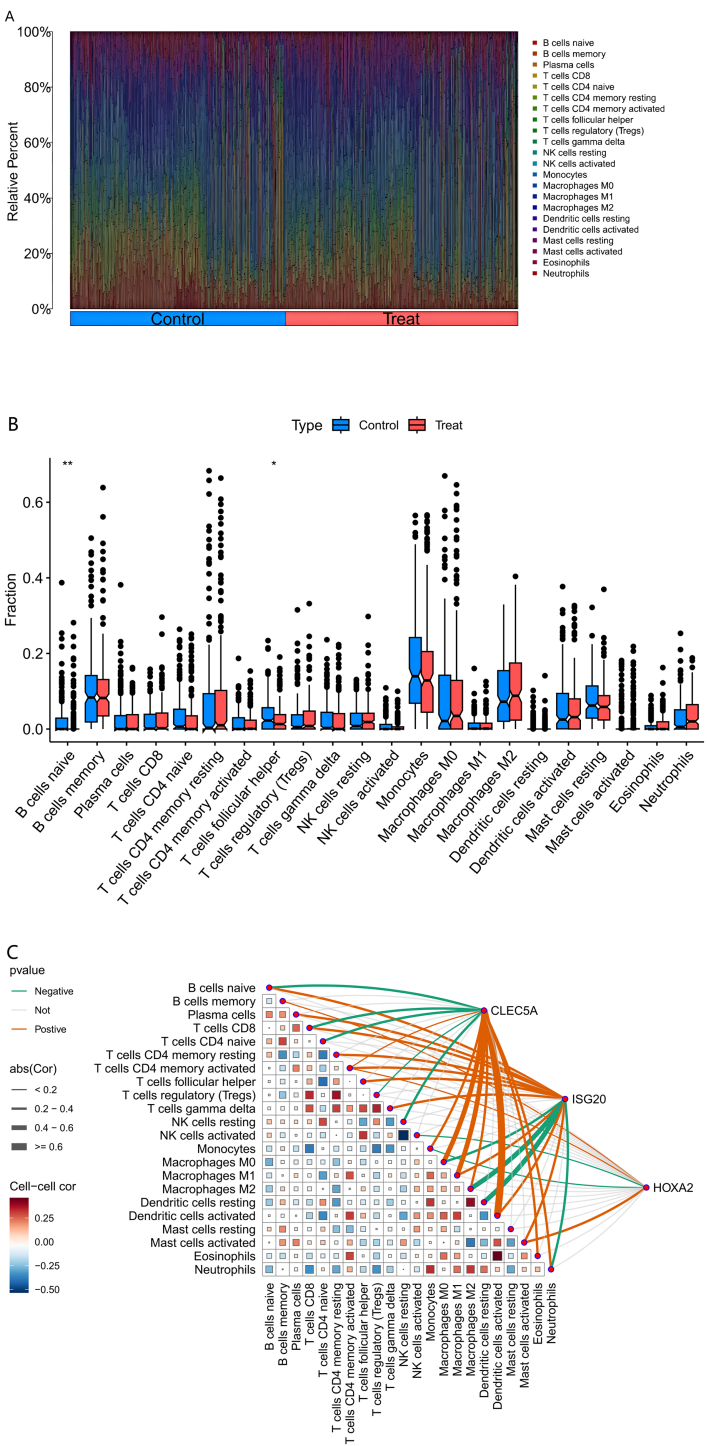 A
100%
80%
60%
40%
20%
0%
Relative Percent
Control
Treat
B cells naive
B cells memory
Plasma cells
T cells CD8
T cells CD4 naive
T cells CD4 memory resting
T cells CD4 memory activated
T cells follicular helper
T cells regulatory (Tregs)
T cells gamma delta
NK cells resting
NK cells activated
Monocytes
Macrophages M0
Macrophages M1
Macrophages M2
Dendritic cells resting
Dendritic cells activated
Mast cells resting
Mast cells activated
Eosinophils
Neutrophils
B
Type Control Treat
**
*
0.6
0.4
0.2
0.0
Fraction
B cells naive
B cells memory
Plasma cells
T cells CD8
T cells CD4 naive
T cells CD4 memory resting
T cells CD4 memory activated
T cells follicular helper
T cells regulatory (Tregs)
T cells gamma delta
NK cells resting
NK cells activated
Monocytes
Macrophages M0
Macrophages M1
Macrophages M2
Dendritic cells resting
Dendritic cells activated
Mast cells resting
Mast cells activated
Eosinophils
Neutrophils
C
pvalue
Negative
Not
Postive
abs(Cor)
< 0.2
0.2 − 0.4
0.4 − 0.6
>= 0.6
Cell−cell cor
0.25
0.00
−0.25
−0.50
B cells naive
B cells memory
Plasma cells
T cells CD8
T cells CD4 naive
T cells CD4 memory resting
T cells CD4 memory activated
T cells follicular helper
T cells regulatory (Tregs)
T cells gamma delta
NK cells resting
NK cells activated
Monocytes
Macrophages M0
Macrophages M1
Macrophages M2
Dendritic cells resting
Dendritic cells activated
Mast cells resting
Mast cells activated
Eosinophils
Neutrophils
CLEC5A
ISG20
HOXA2
B cells naive
B cells memory
Plasma cells
T cells CD8
T cells CD4 naive
T cells CD4 memory resting
T cells CD4 memory activated
T cells follicular helper
T cells regulatory (Tregs)
T cells gamma delta
NK cells resting
NK cells activated
Monocytes
Macrophages M0
Macrophages M1
Macrophages M2
Dendritic cells resting
Dendritic cells activated
Mast cells resting
Mast cells activated
Eosinophils
Neutrophils